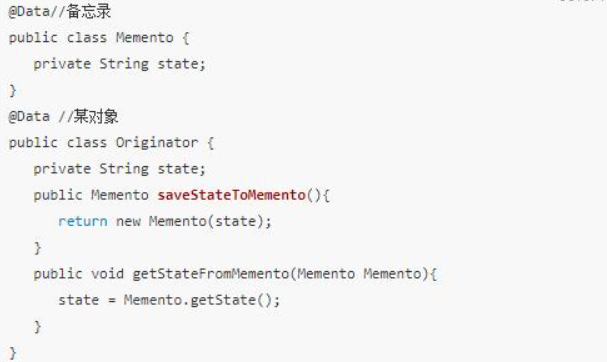 @Data//备忘录
public class Memento {
private String state;
}
@Data //某对象
public class Originator {
private String state;
public Memento saveStateToMemento(){
return new Memento(state);
}
public void getStateFromMemento(Memento Memento){
state = Memento.getState();
}
}